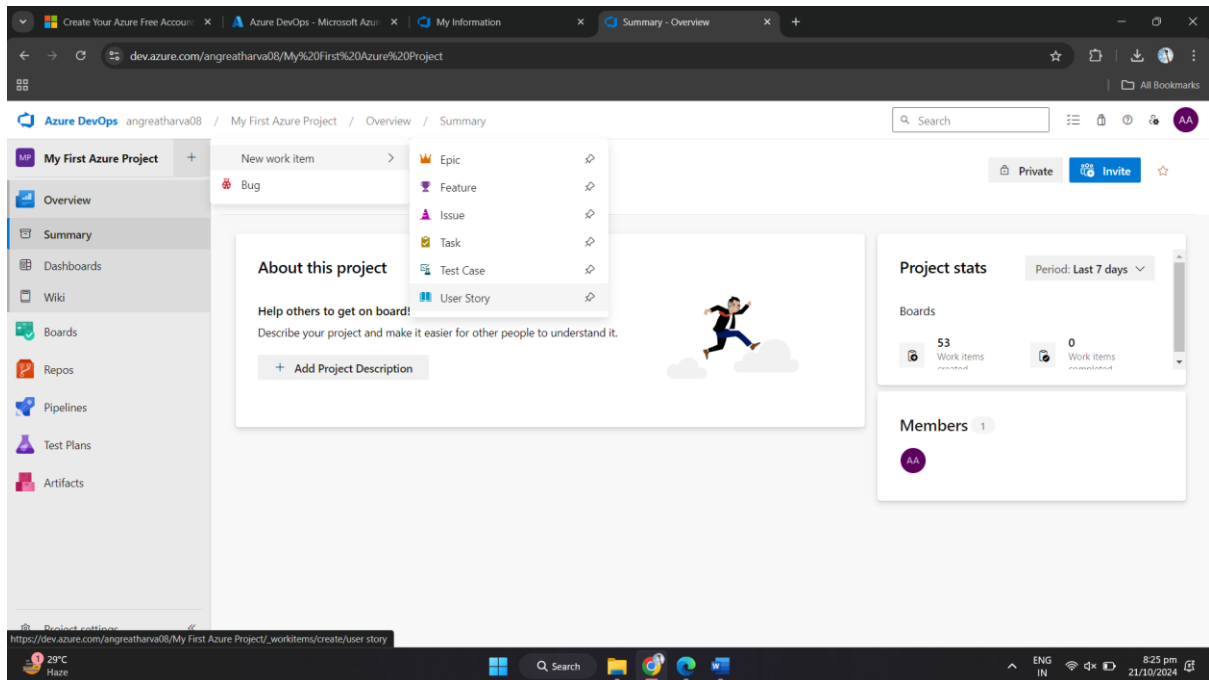 Create Your Azure Free Account
Azure DevOps - Microsoft Azur
My Information
Summary - Overview
dev.azure.com/angreatharva08/My%20First%20Azure%20Project
All Bookmarks
Azure DevOps angreatharva08 / My First Azure Project / Overview / Summary
Search
AA
MP My First Azure Project +
New work item
Bug
Epic
Feature
Issue
Task
Test Case
User Story
Private
Invite
Overview
Summary
Dashboards
Wiki
Boards
Repos
Pipelines
Test Plans
Artifacts
About this project
Help others to get on board!
Describe your project and make it easier for other people to understand it.
+ Add Project Description
Project stats
Period: Last 7 days
Boards
53
Work items
created
0
Work items
completed
Members 1
AA
Project settings
https://dev.azure.com/angreatharva08/My First Azure Project/_workitems/create/user story
1
29°C
Haze
Search
ENG
IN
8:25 pm
21/10/2024